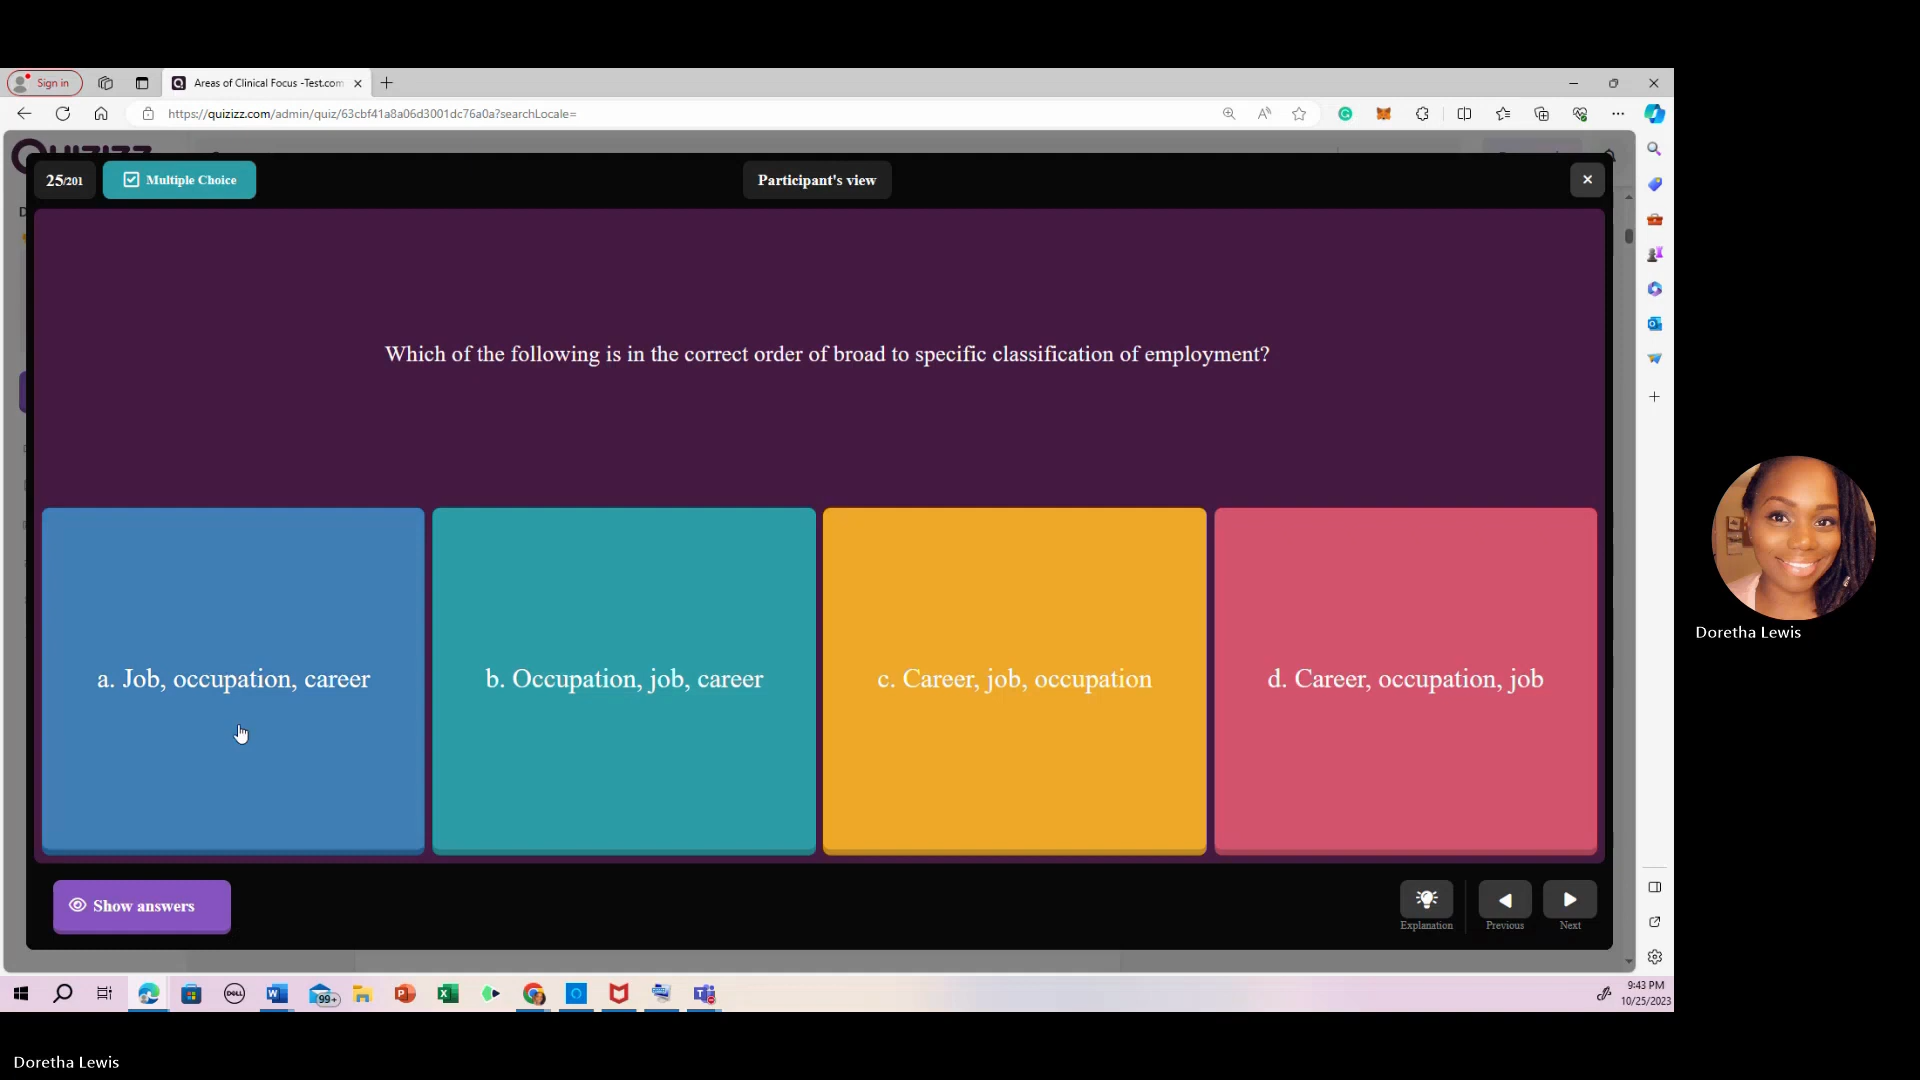 Sign in
Areas of Clinical Focus -Test.com
https://quizizz.com/admin/quiz/63cbf41a8a06d3001dc76a0a?searchLocale=
25/201
Multiple Choice
Participant's view
Which of the following is in the correct order of broad to specific classification of employment?
a. Job, occupation, career
b. Occupation, job, career
c. Career, job, occupation
d. Career, occupation, job
Doretha Lewis
Show answers
Explanation
Previous
Next
DELL
99+
9:43 PM
10/25/2023
Doretha Lewis